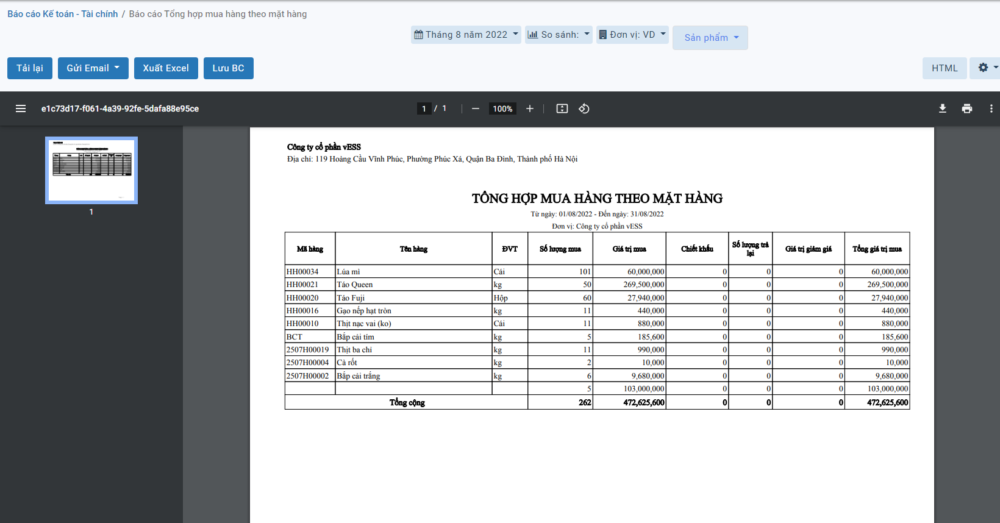 Báo cáo Kế toán - Tài chính / Báo cáo Tổng hợp mua hàng theo mặt hàng
Tháng 8 năm 2022 So sánh: Đơn vị: VD Sản phẩm
Tải lại Gửi Email Xuất Excel Lưu BC HTML
e1c73d17-f061-4a39-92fe-5dafa88e95ce 1 / 1 100%
1
Công ty cổ phần vESS
Địa chỉ: 119 Hoàng Cầu Vĩnh Phúc, Phường Phúc Xá, Quận Ba Đình, Thành phố Hà Nội
TỔNG HỢP MUA HÀNG THEO MẶT HÀNG
Từ ngày: 01/08/2022 - Đến ngày: 31/08/2022
Đơn vị: Công ty cổ phần vESS
Mã hàng Tên hàng ĐVT Số lượng mua Giá trị mua Chiết khấu Số lượng trả lại Giá trị giảm giá Tổng giá trị mua
HH00034 Lúa mì Cái 101 60,000,000 0 0 0 60,000,000
HH00021 Táo Queen kg 50 269,500,000 0 0 0 269,500,000
HH00020 Táo Fuji Hộp 60 27,940,000 0 0 0 27,940,000
HH00016 Gạo nếp hạt tròn kg 11 440,000 0 0 0 440,000
HH00010 Thịt nạc vai (ko) Cái 11 880,000 0 0 0 880,000
BCT Bắp cải tím kg 5 185,600 0 0 0 185,600
2507H00019 Thịt ba chỉ kg 11 990,000 0 0 0 990,000
2507H00004 Cà rốt kg 2 10,000 0 0 0 10,000
2507H00002 Bắp cải trắng kg 6 9,680,000 0 0 0 9,680,000
5 103,000,000 0 0 0 103,000,000
Tổng cộng 262 472,625,600 0 0 0 472,625,600